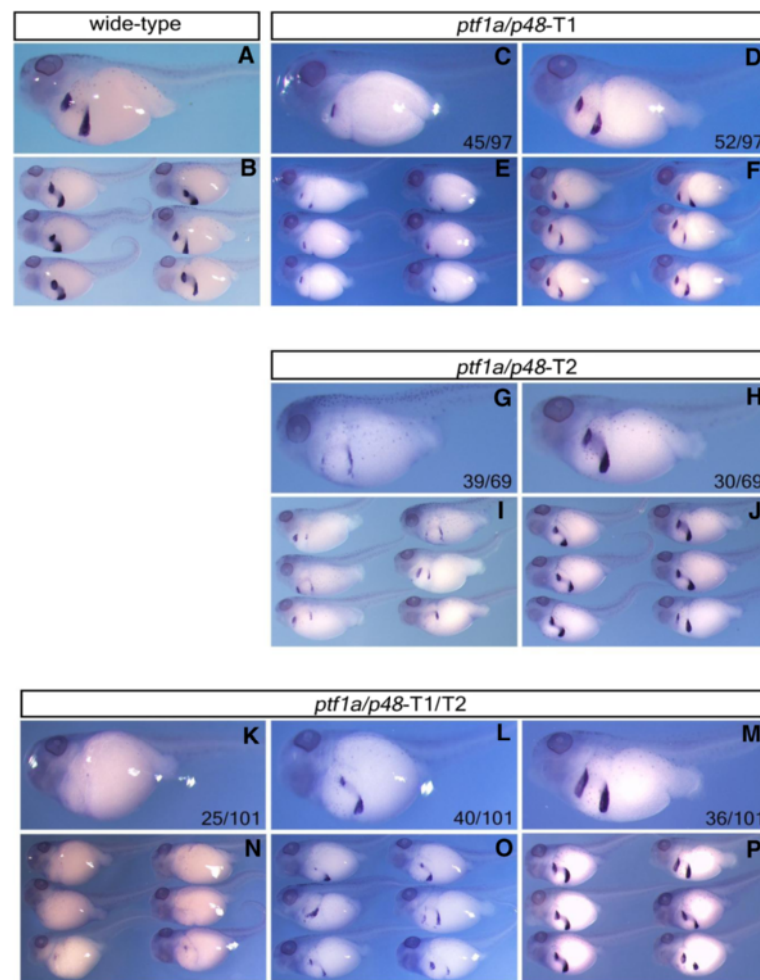 wide-type
ptf1a/p48-T1
A
C
D
45/97
52/97
B
E
F
ptf1a/p48-T2
G
H
39/69
30/69
I
J
ptf1a/p48-T1/T2
K
L
M
25/101
40/101
36/101
N
O
P